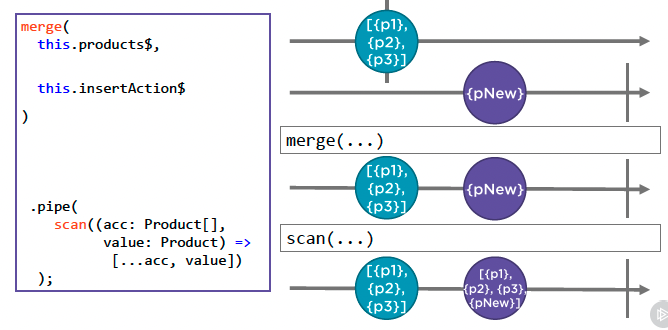 merge(
this.products$,
this.insertAction$
)
.pipe(
scan((acc: Product[],
value: Product) =>
[...acc, value])
);
[{p1},
{p2},
{p3}]
{pNew}
merge(...)
[{p1},
{p2},
{p3}]
{pNew}
scan(...)
[{p1},
{p2},
{p3}]
[{p1},
{p2}, {p3},
{pNew}]